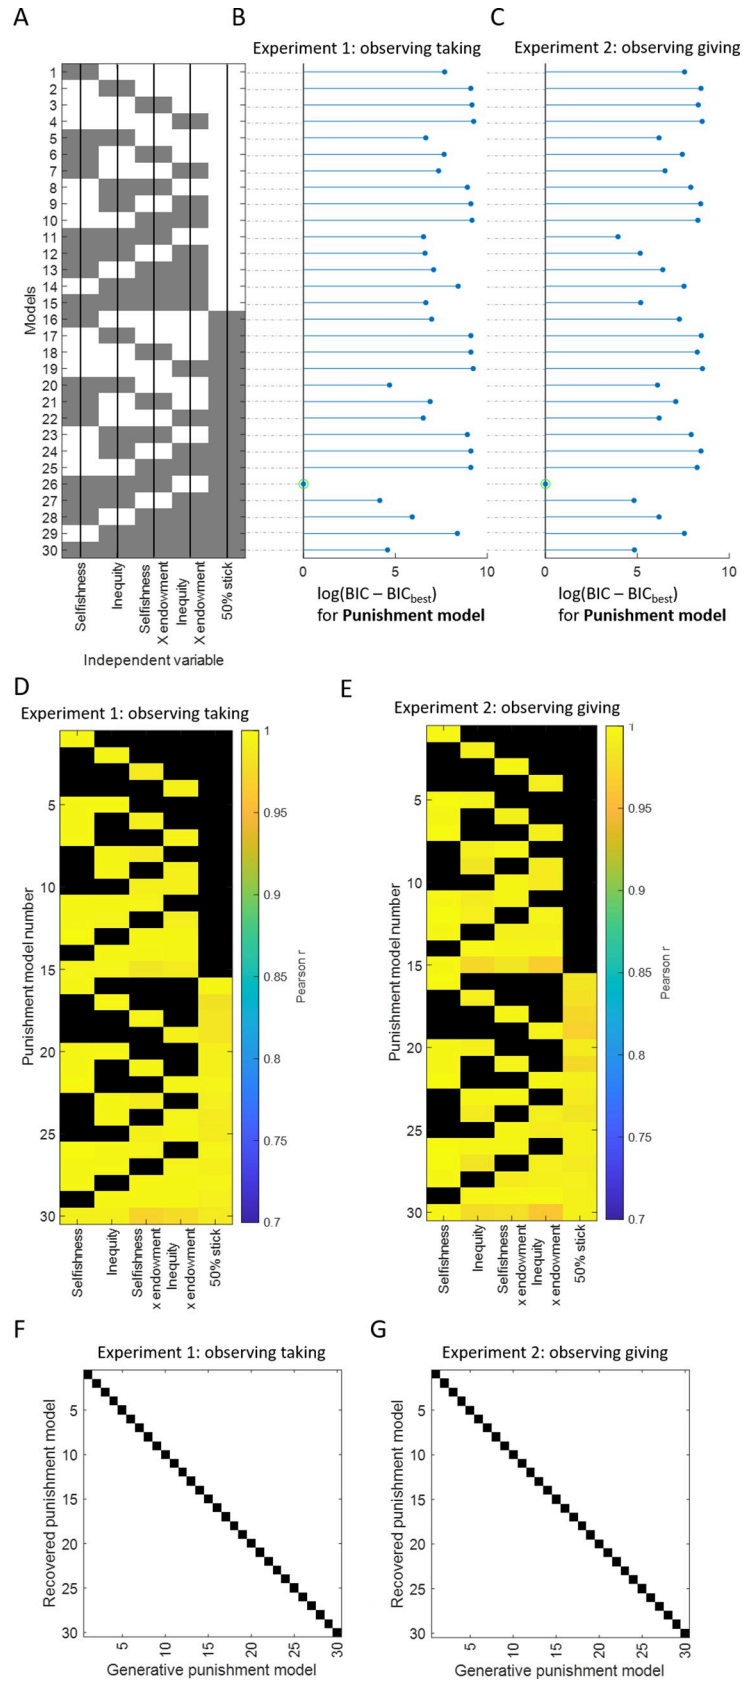 A
B
C
Experiment 1: observing taking
Experiment 2: observing giving
Models
1
2
3
4
5
6
7
8
9
10
11
12
13
14
15
16
17
18
19
20
21
22
23
24
25
26
27
28
29
30
Selfishness
Inequity
Selfishness
X endowment
Inequity
X endowment
50% stick
Independent variable
0
5
10
log(BIC – BICbest)
for Punishment model
0
5
10
log(BIC – BICbest)
for Punishment model
D
Experiment 1: observing taking
Punishment model number
5
10
15
20
25
30
Selfishness
Inequity
Selfishness
x endowment
Inequity
x endowment
50% stick
1
0.95
0.9
0.85
0.8
0.75
0.7
Pearson r
E
Experiment 2: observing giving
Punishment model number
5
10
15
20
25
30
Selfishness
Inequity
Selfishness
x endowment
Inequity
x endowment
50% stick
1
0.95
0.9
0.85
0.8
0.75
0.7
Pearson r
F
Experiment 1: observing taking
Recovered punishment model
5
10
15
20
25
30
5
10
15
20
25
30
Generative punishment model
G
Experiment 2: observing giving
Recovered punishment model
5
10
15
20
25
30
5
10
15
20
25
30
Generative punishment model